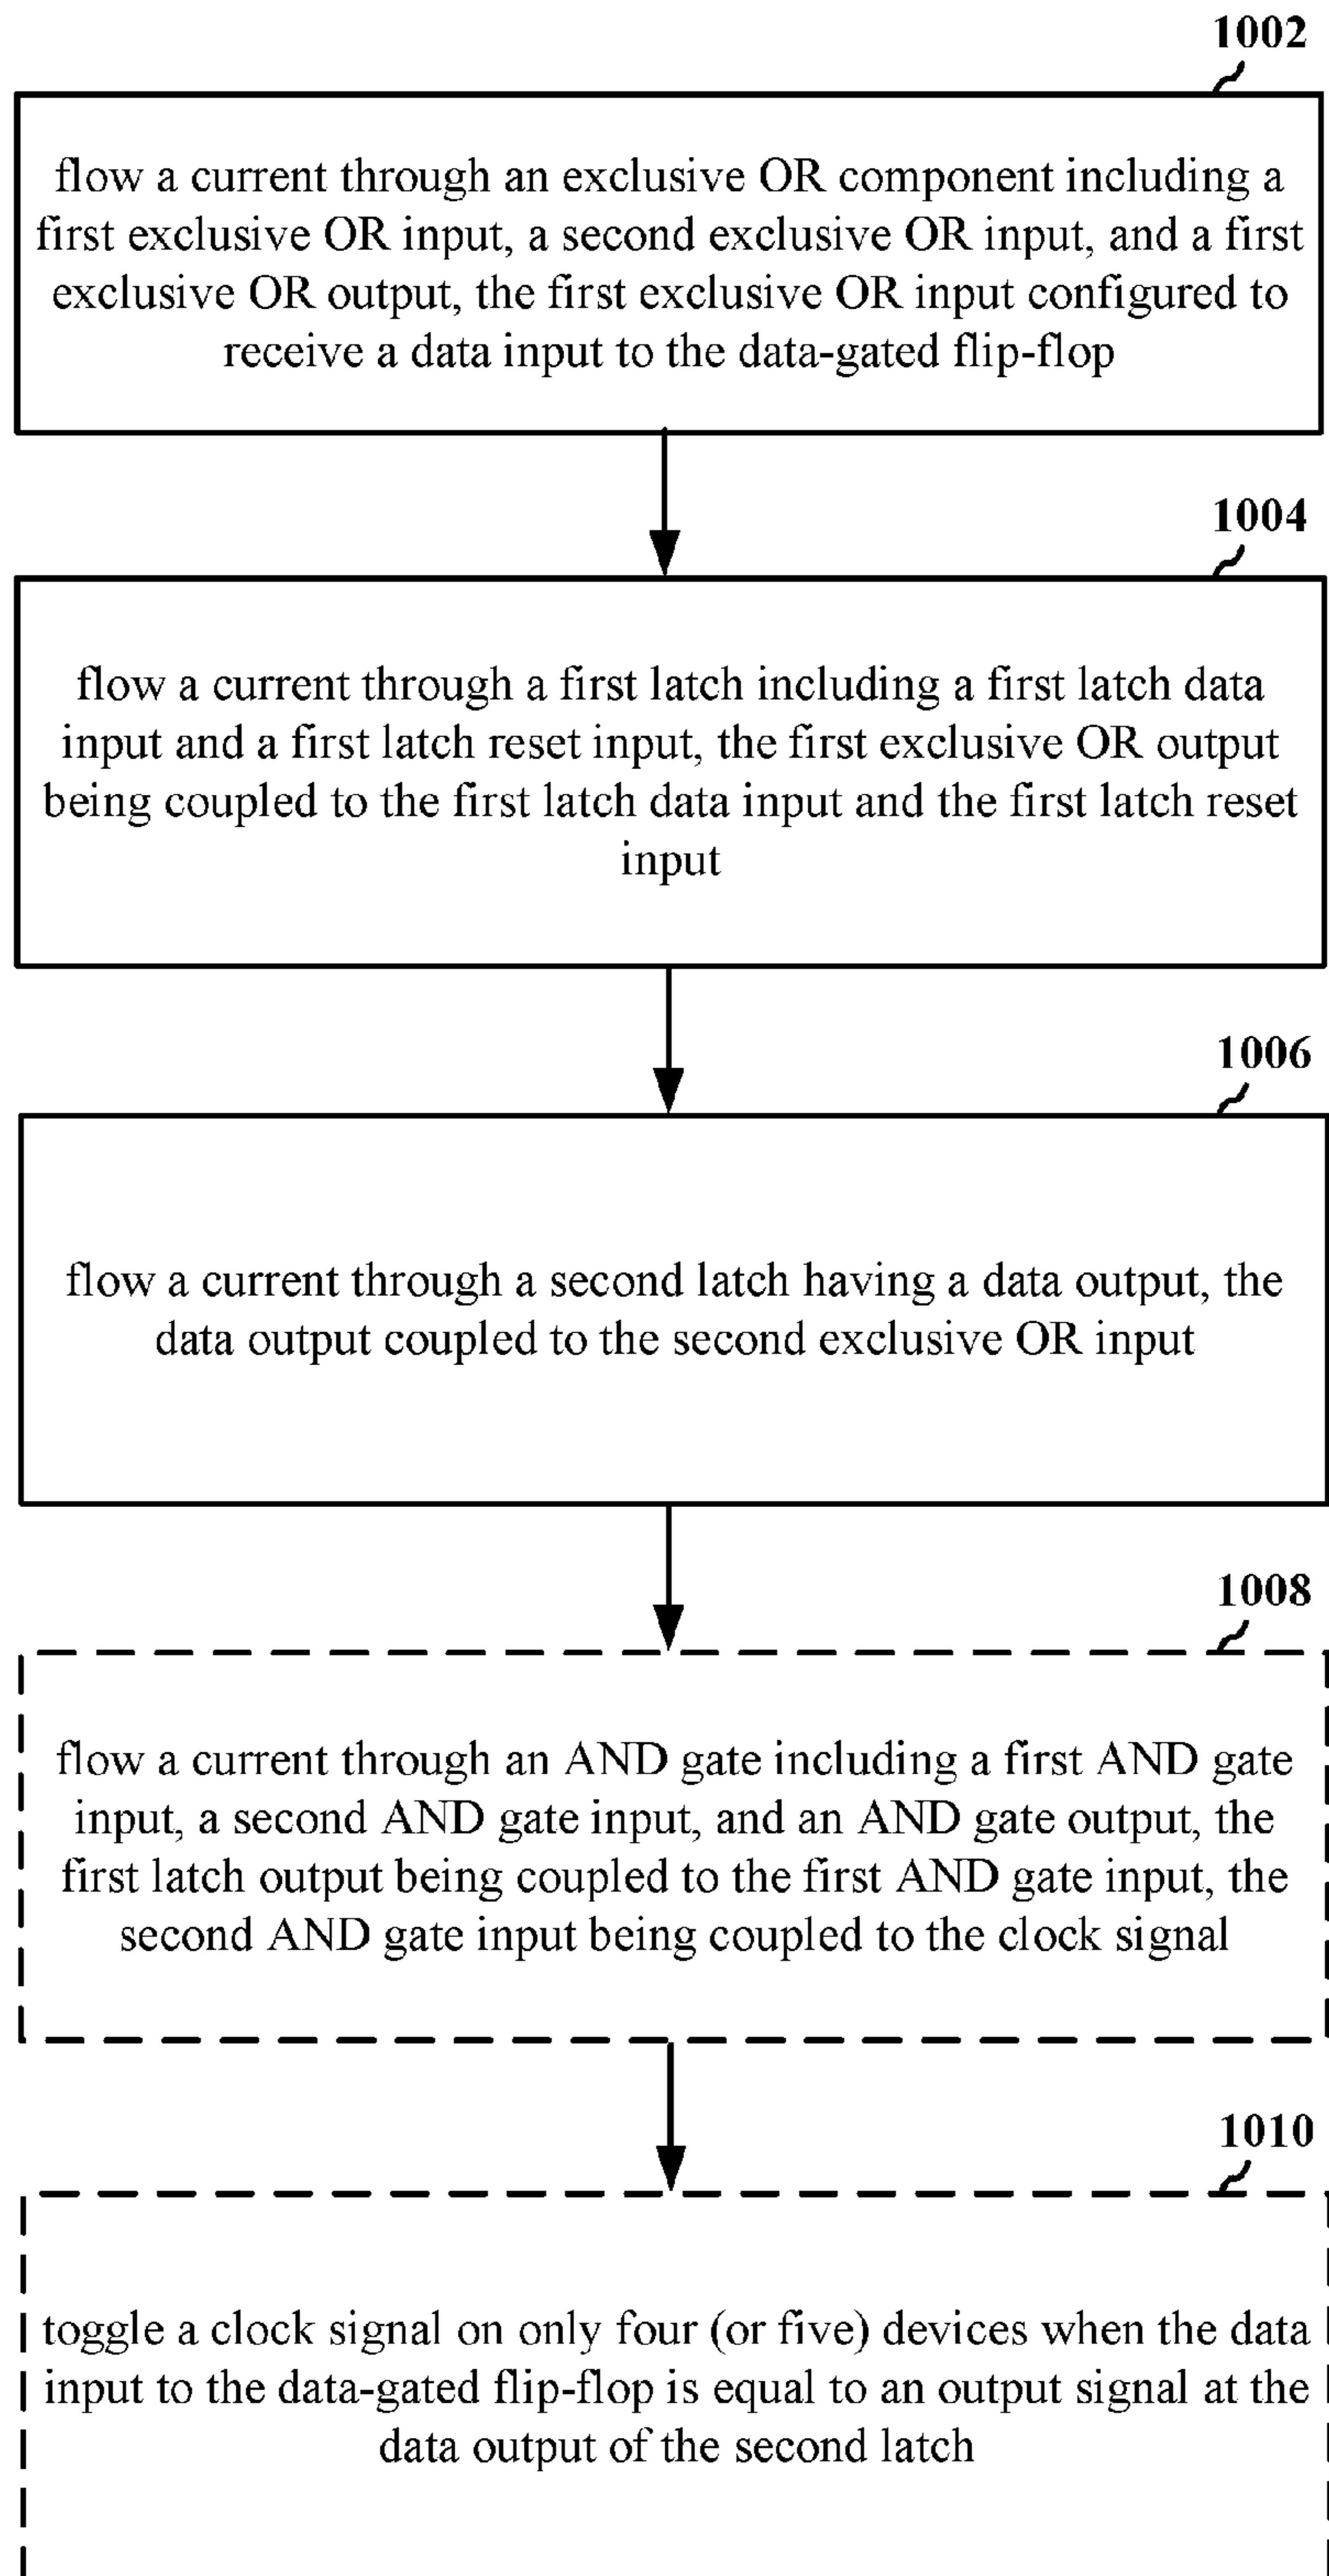 1002
flow a current through an exclusive OR component including a
first exclusive OR input, a second exclusive OR input, and a first
exclusive OR output, the first exclusive OR input configured to
receive a data input to the data-gated flip-flop
1004
flow a current through a first latch including a first latch data
input and a first latch reset input, the first exclusive OR output
being coupled to the first latch data input and the first latch reset
input
1006
flow a current through a second latch having a data output, the
data output coupled to the second exclusive OR input
1008
flow a current through an AND gate including a first AND gate
input, a second AND gate input, and an AND gate output, the
first latch output being coupled to the first AND gate input, the
second AND gate input being coupled to the clock signal
1010
toggle a clock signal on only four (or five) devices when the data
input to the data-gated flip-flop is equal to an output signal at the
data output of the second latch